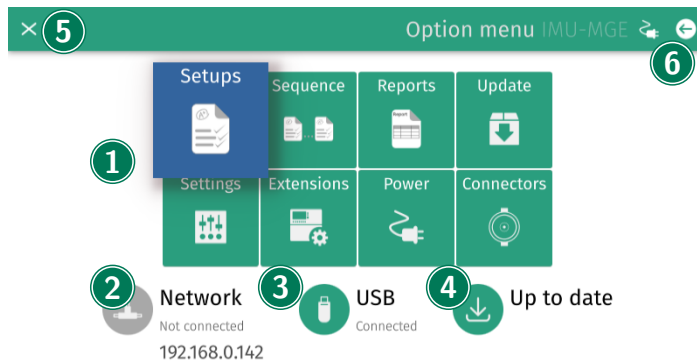 5 Option menu IMU-MGE 6
Setups Sequence Reports Update
1
Settings Extensions Power Connectors
2 Network 3 USB 4 Up to date
Not connected Connected
192.168.0.142